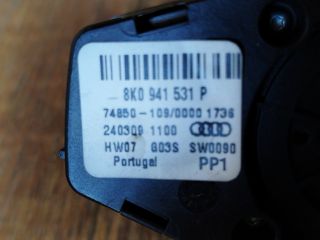 8K0 941 531 P
74850-109/0000 1736
240309 1100
HW07 G03S SW0090
Portugal PP1